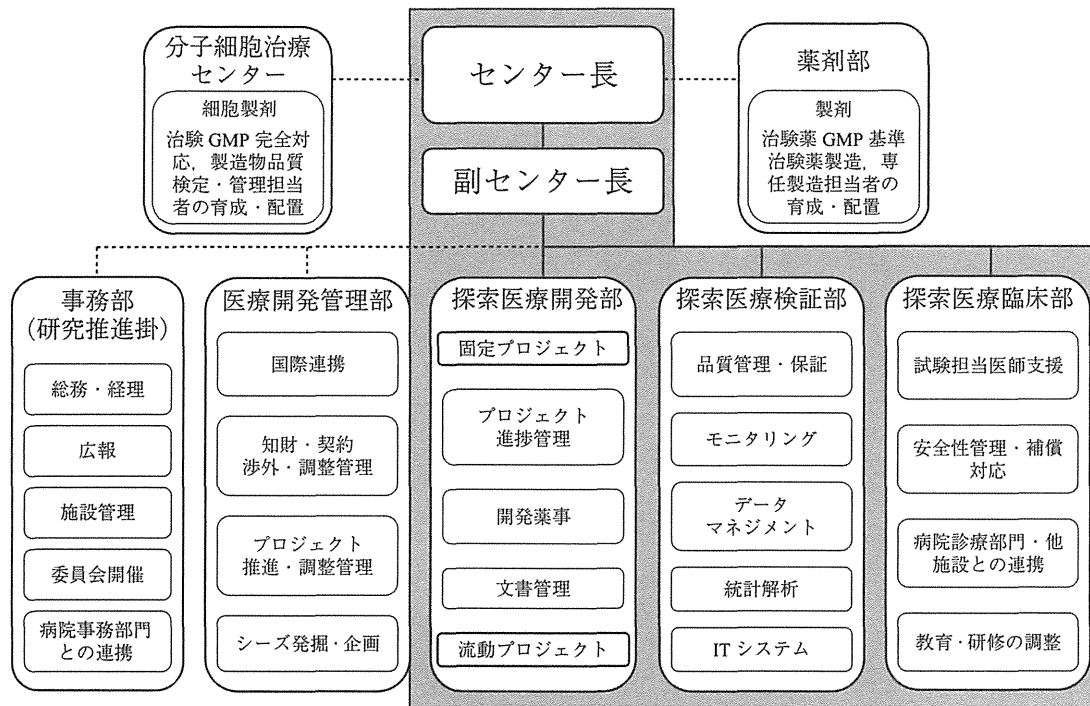 分子細胞治療
センター
細胞製剤
治験 GMP 完全対
応，製造物品質
検定・管理担当
者の育成・配置
センター長
副センター長
薬剤部
製剤
治験薬 GMP 基準
治験薬製造，専
任製造担当者の
育成・配置
事務部
(研究推進掛)
総務・経理
広報
施設管理
委員会開催
病院事務部門
との連携
医療開発管理部
国際連携
知財・契約
渉外・調整管理
プロジェクト
推進・調整管理
シーズ発掘・企画
探索医療開発部
固定プロジェクト
プロジェクト
進捗管理
開発薬事
文書管理
流動プロジェクト
探索医療検証部
品質管理・保証
モニタリング
データ
マネジメント
統計解析
IT システム
探索医療臨床部
試験担当医師支援
安全性管理・補償
対応
病院診療部門・他
施設との連携
教育・研修の調整